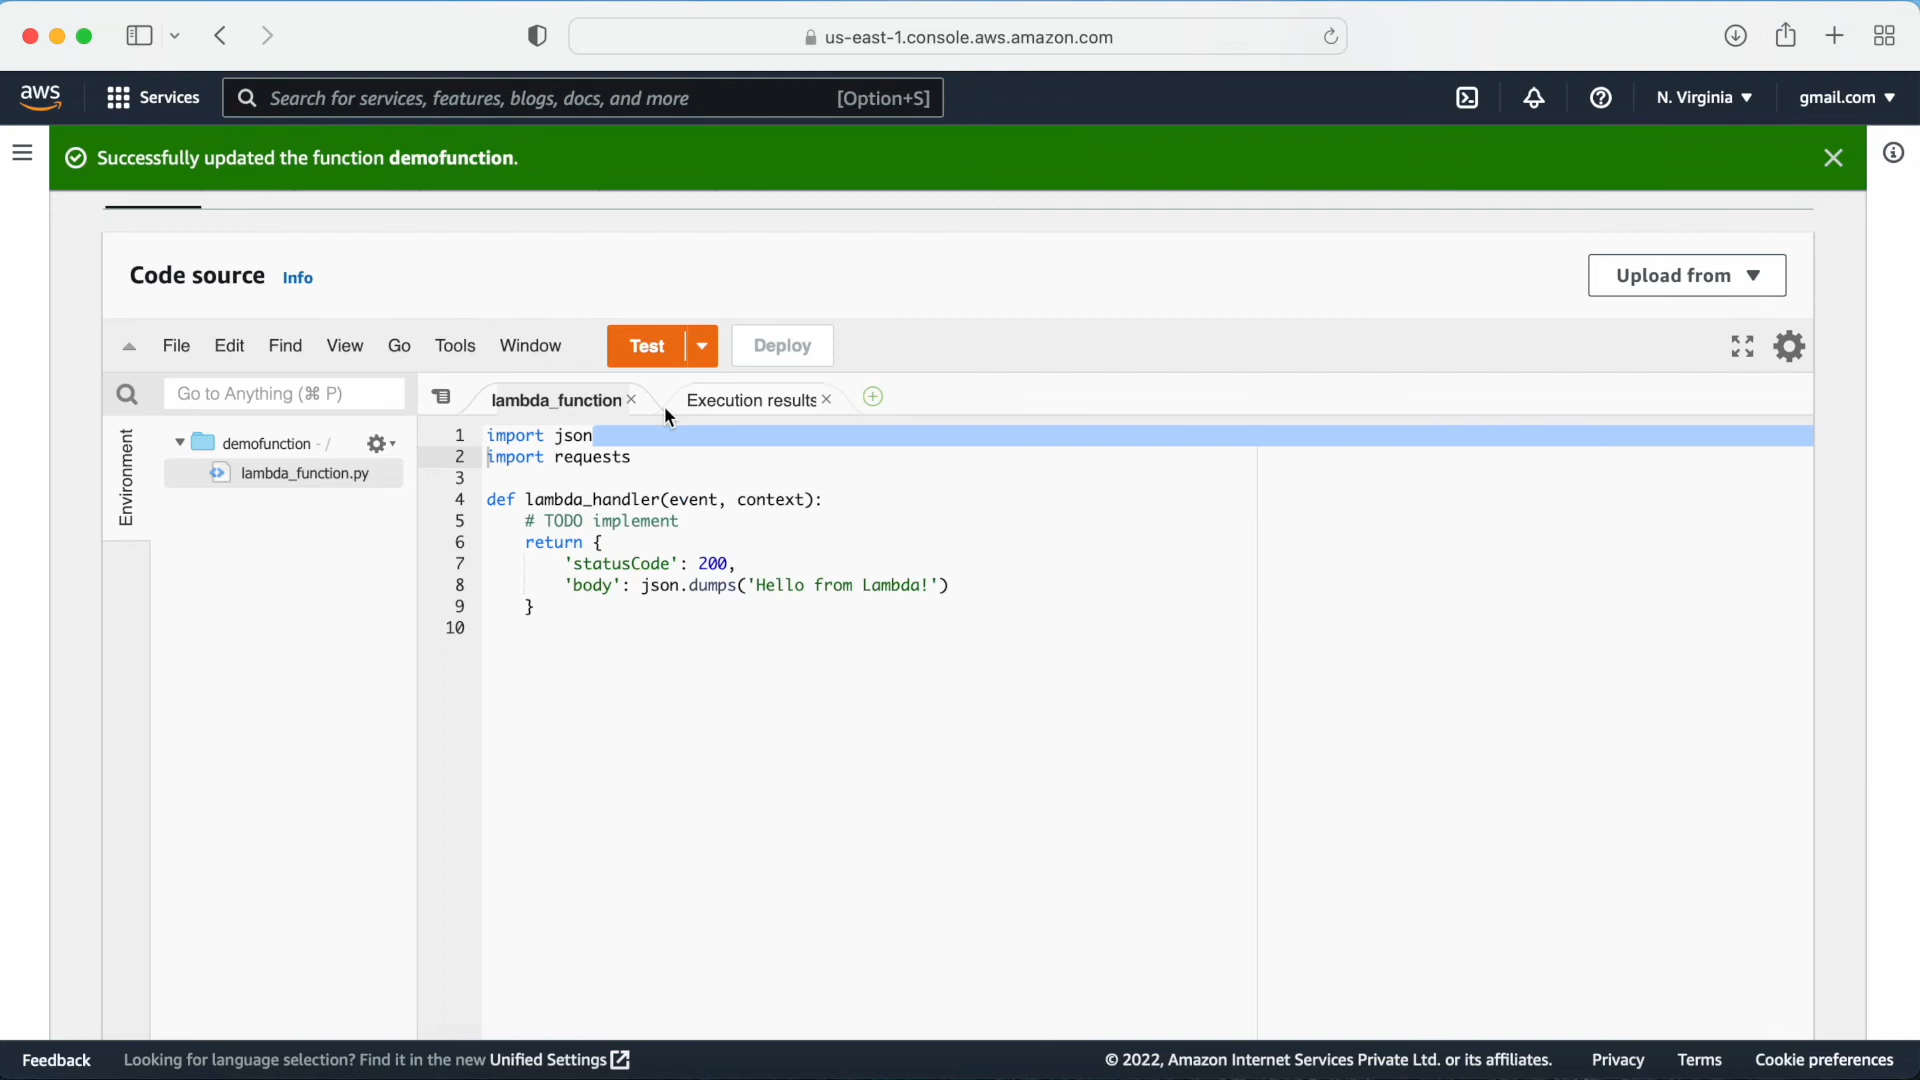 us-east-1.console.aws.amazon.com
aws
Services
Search for services, features, blogs, docs, and more
[Option+S]
N. Virginia
gmail.com
Successfully updated the function demofunction.
Code source
Info
Upload from
File
Edit
Find
View
Go
Tools
Window
Test
Deploy
Go to Anything (⌘ P)
Environment
demofunction - /
lambda_function.py
lambda_function
Execution results
1 import json
2 import requests
3
4 def lambda_handler(event, context):
5     # TODO implement
6     return {
7         'statusCode': 200,
8         'body': json.dumps('Hello from Lambda!')
9     }
10
Feedback
Looking for language selection? Find it in the new Unified Settings
© 2022, Amazon Internet Services Private Ltd. or its affiliates.
Privacy
Terms
Cookie preferences